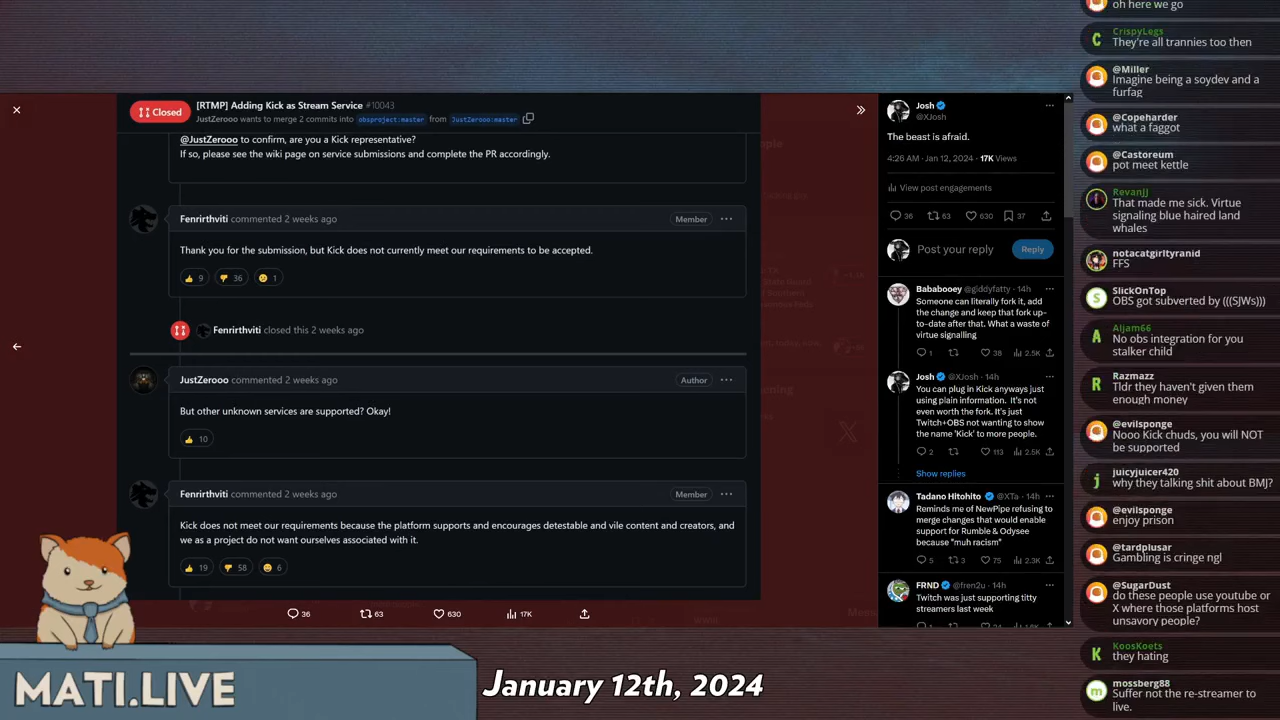 Closed
[RTMP] Adding Kick as Stream Service #10043
JustZerooo wants to merge 2 commits into obsproject:master from JustZerooo:master
@JustZerooo to confirm, are you a Kick representative?
If so, please see the wiki page on service submissions and complete the PR accordingly.
Fenrirthviti commented 2 weeks ago
Member
Thank you for the submission, but Kick does not currently meet our requirements to be accepted.
9 36 1
Fenrirthviti closed this 2 weeks ago
JustZerooo commented 2 weeks ago
Author
But other unknown services are supported? Okay!
10
Fenrirthviti commented 2 weeks ago
Member
Kick does not meet our requirements because the platform supports and encourages detestable and vile content and creators, and
we as a project do not want ourselves associated with it.
19 58 6
36 63 630 17K
Josh
@XJosh
The beast is afraid.
4:26 AM · Jan 12, 2024 · 17K Views
View post engagements
36 63 630 37
Post your reply
Reply
Bababooey @giddyfatty · 14h
Someone can literally fork it, add
the change and keep that fork up-
to-date after that. What a waste of
virtue signalling
1 38 2.5K
Josh @XJosh · 14h
You can plug in Kick anyways just
using plain information. It's not
even worth the fork. It's just
Twitch+OBS not wanting to show
the name 'Kick' to more people.
2 113 2.5K
Show replies
Tadano Hitohito @XTa · 14h
Reminds me of NewPipe refusing to
merge changes that would enable
support for Rumble & Odysee
because "muh racism"
5 3 75 2.3K
FRND @fren2u · 14h
Twitch was just supporting titty
streamers last week
oh here we go
CrispyLegs
They're all trannies too then
@Miller
Imagine being a soydev and a
furfag
@Copeharder
what a faggot
@Castoreum
pot meet kettle
Revanjj
That made me sick. Virtue
signaling blue haired land
whales
notacatgirityranid
FFS
SlickOnTop
OBS got subverted by (((SJWs)))
Aljam66
No obs integration for you
stalker child
Razmazz
Tldr they haven't given them
enough money
@evilsponge
Nooo Kick chuds, you will NOT
be supported
juicyjuicer420
why they talking shit about BMJ?
@evilsponge
enjoy prison
@tardplusar
Gambling is cringe ngl
@SugarDust
do these people use youtube or
X where those platforms host
unsavory people?
KoosKoets
they hating
mossberg88
Suffer not the re-streamer to
live.
MATI.LIVE
January 12th, 2024